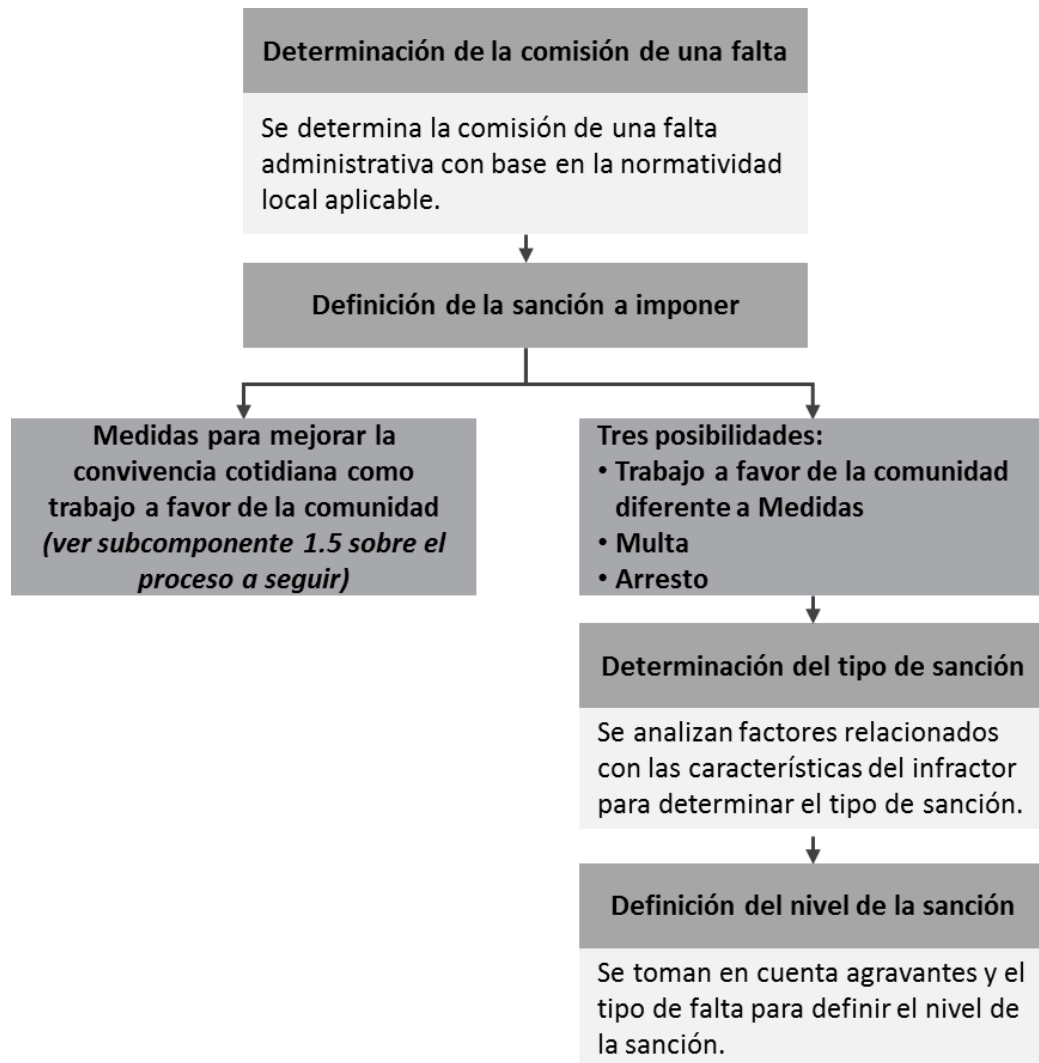 Determinación de la comisión de una falta
Se determina la comisión de una falta
administrativa con base en la normatividad
local aplicable.
Definición de la sanción a imponer
Medidas para mejorar la
convivencia cotidiana como
trabajo a favor de la comunidad
(ver subcomponente 1.5 sobre el
proceso a seguir)
Tres posibilidades:
• Trabajo a favor de la comunidad
diferente a Medidas
• Multa
• Arresto
Determinación del tipo de sanción
Se analizan factores relacionados
con las características del infractor
para determinar el tipo de sanción.
Definición del nivel de la sanción
Se toman en cuenta agravantes y el
tipo de falta para definir el nivel de
la sanción.